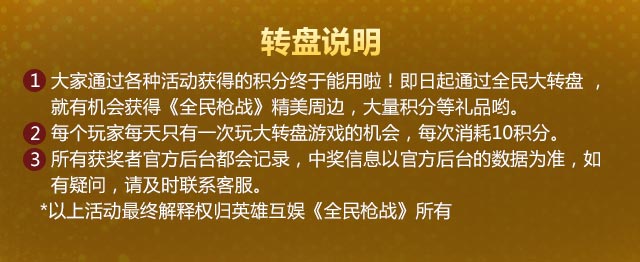 转盘说明
1 大家通过各种活动获得的积分终于能用啦！即日起通过全民大转盘，
就有机会获得《全民枪战》精美周边，大量积分等礼品哟。
2 每个玩家每天只有一次玩大转盘游戏的机会，每次消耗10积分。
3 所有获奖者官方后台都会记录，中奖信息以官方后台的数据为准，如
有疑问，请及时联系客服。
*以上活动最终解释权归英雄互娱《全民枪战》所有